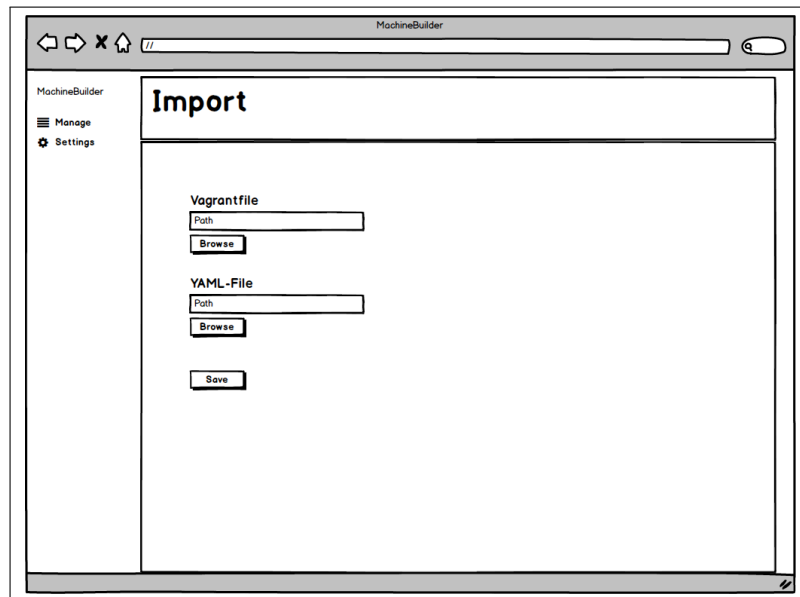 MachineBuilder
//
MachineBuilder
Manage
Settings
Import
Vagrantfile
Path
Browse
YAML-File
Path
Browse
Save